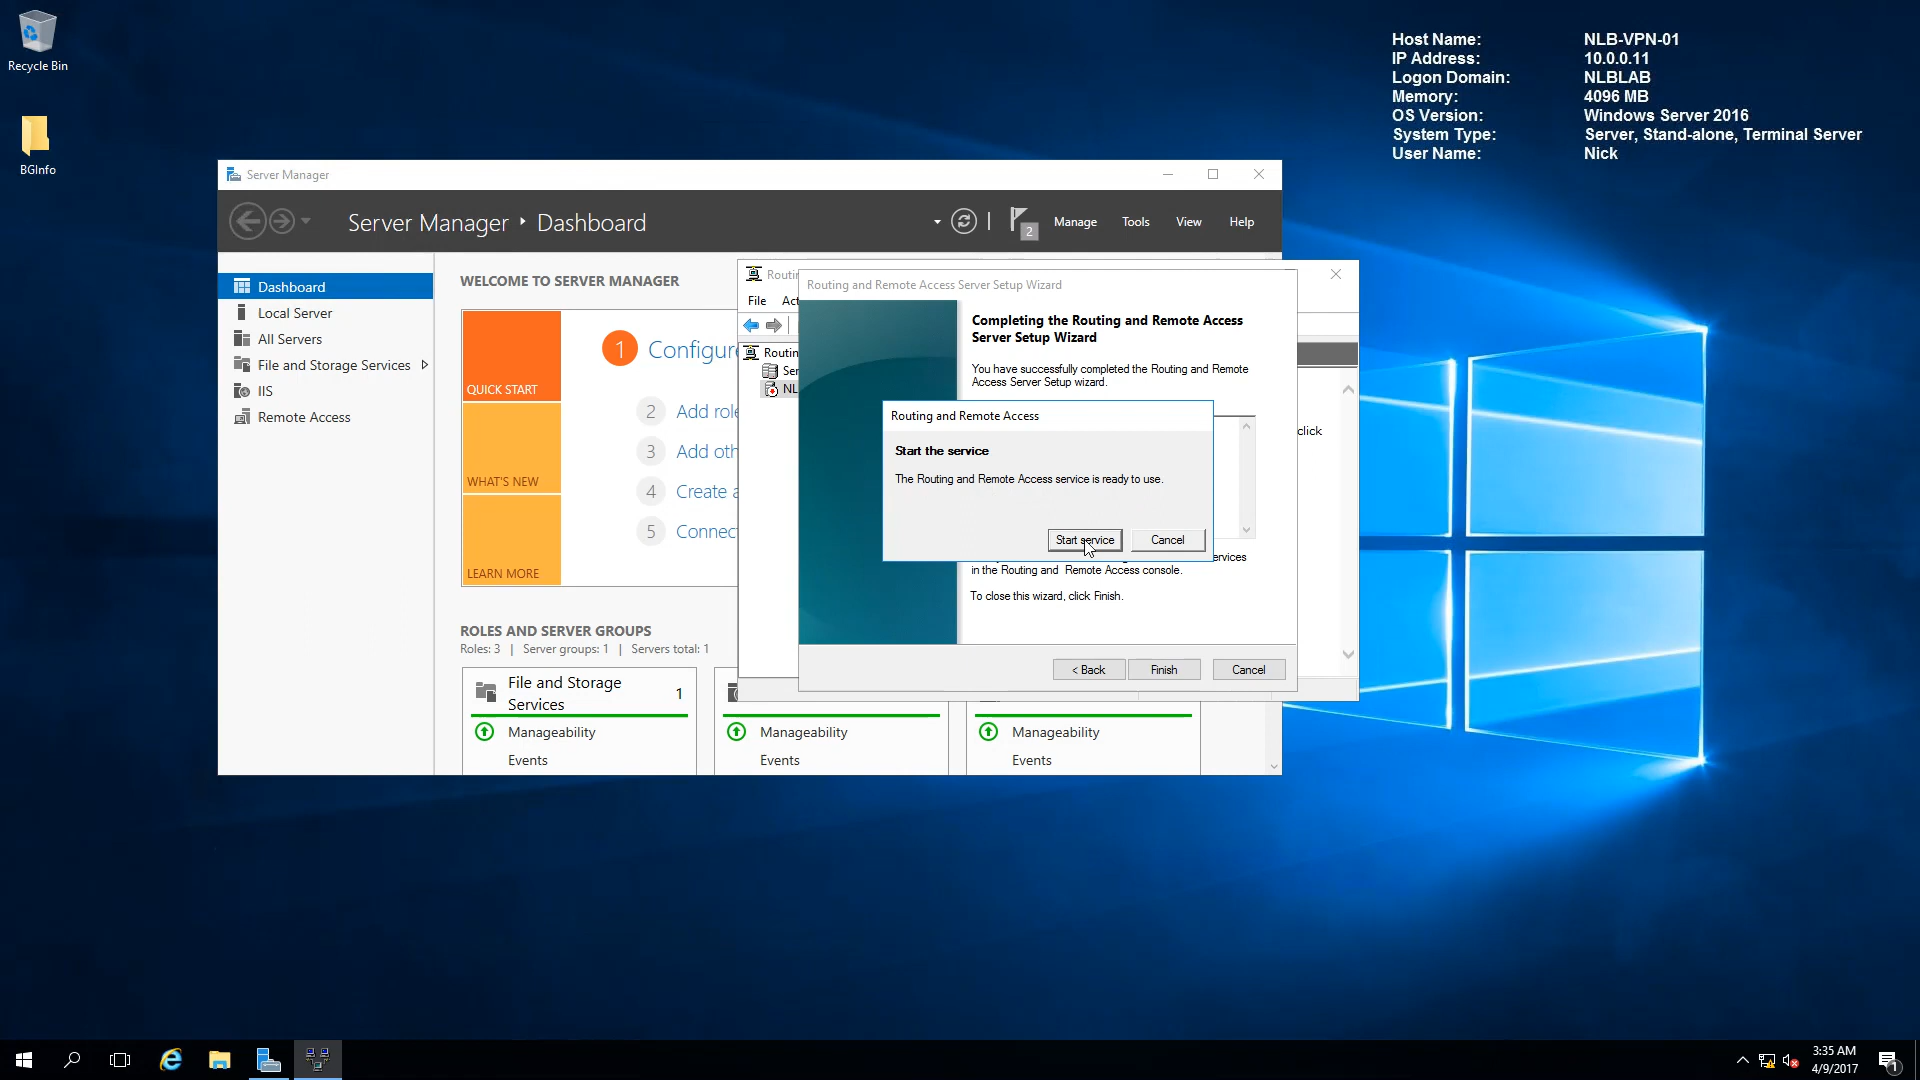 Recycle Bin
BGInfo
Host Name: NLB-VPN-01
IP Address: 10.0.0.11
Logon Domain: NLBLAB
Memory: 4096 MB
OS Version: Windows Server 2016
System Type: Server, Stand-alone, Terminal Server
User Name: Nick
Server Manager
Server Manager Dashboard
2
Manage
Tools
View
Help
Dashboard
Local Server
All Servers
File and Storage Services
IIS
Remote Access
WELCOME TO SERVER MANAGER
QUICK START
WHAT'S NEW
LEARN MORE
1 Configure
2 Add role
3 Add oth
4 Create a
5 Connec
ROLES AND SERVER GROUPS
Roles: 3 | Server groups: 1 | Servers total: 1
File and Storage
Services
1
Manageability
Events
Manageability
Events
Manageability
Events
Routin
File Act
Routin
Ser
NL
click
Routing and Remote Access Server Setup Wizard
Completing the Routing and Remote Access
Server Setup Wizard
You have successfully completed the Routing and Remote
Access Server Setup wizard.
Routing and Remote Access
Start the service
The Routing and Remote Access service is ready to use.
Start service
Cancel
ervices
in the Routing and Remote Access console.
To close this wizard, click Finish.
< Back
Finish
Cancel
3:35 AM
4/9/2017
1